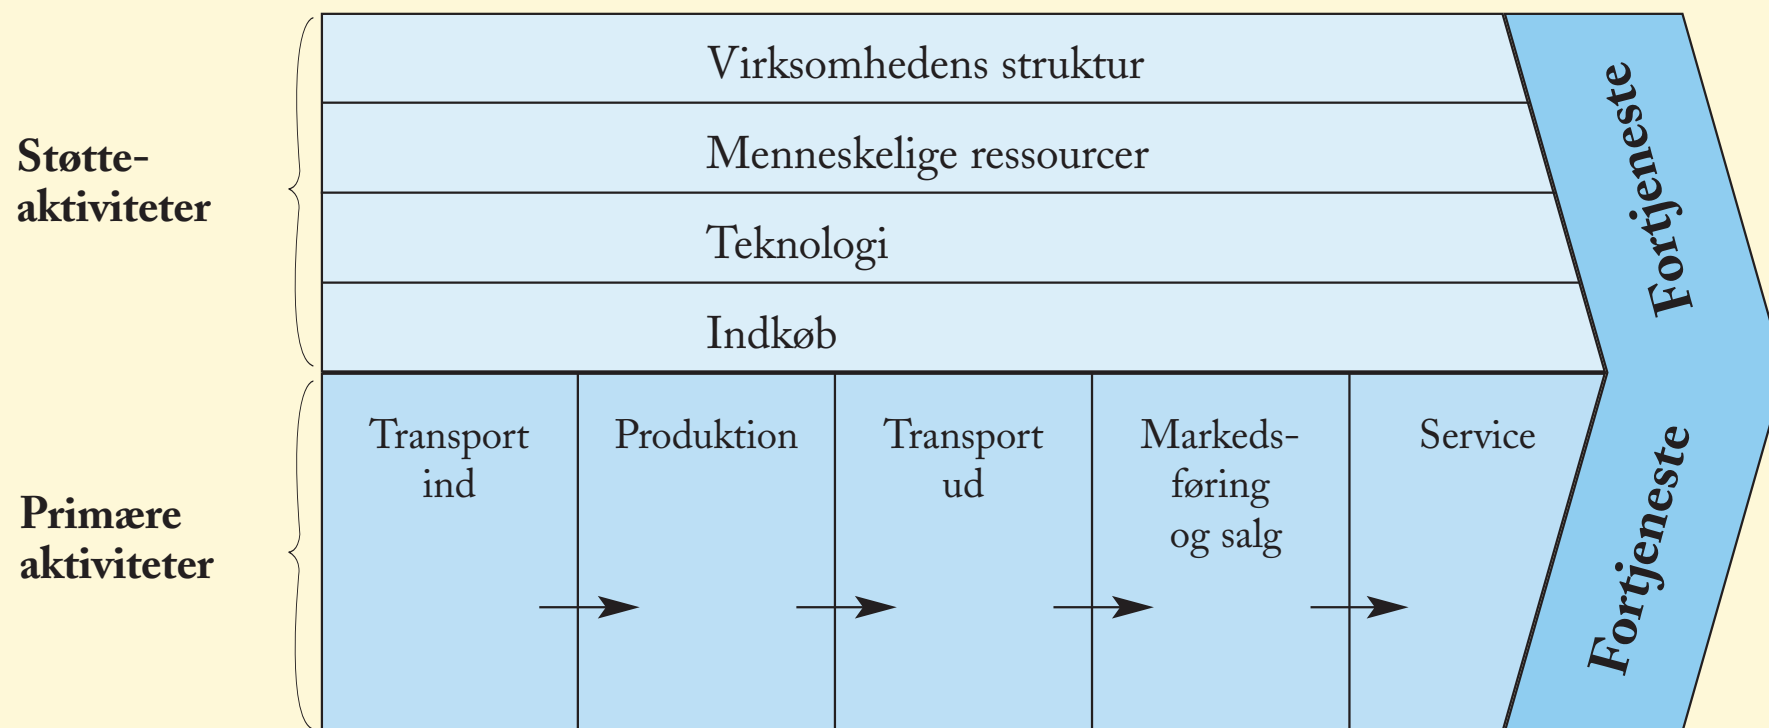 Støtte-
aktiviteter
Virksomhedens struktur
Menneskelige ressourcer
Teknologi
Indkøb
Fortjeneste
Primære
aktiviteter
Transport
ind
Produktion
Transport
ud
Markeds-
føring
og salg
Service
Fortjeneste